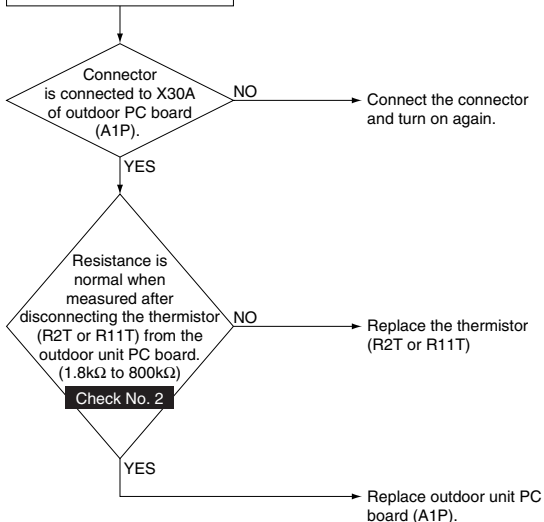 Connector
is connected to X30A
of outdoor PC board
(A1P).
NO
Connect the connector
and turn on again.
YES
Resistance is
normal when
measured after
disconnecting the thermistor
(R2T or R11T) from the
outdoor unit PC board.
(1.8kΩ to 800kΩ)
Check No. 2
NO
Replace the thermistor
(R2T or R11T)
YES
Replace outdoor unit PC
board (A1P).